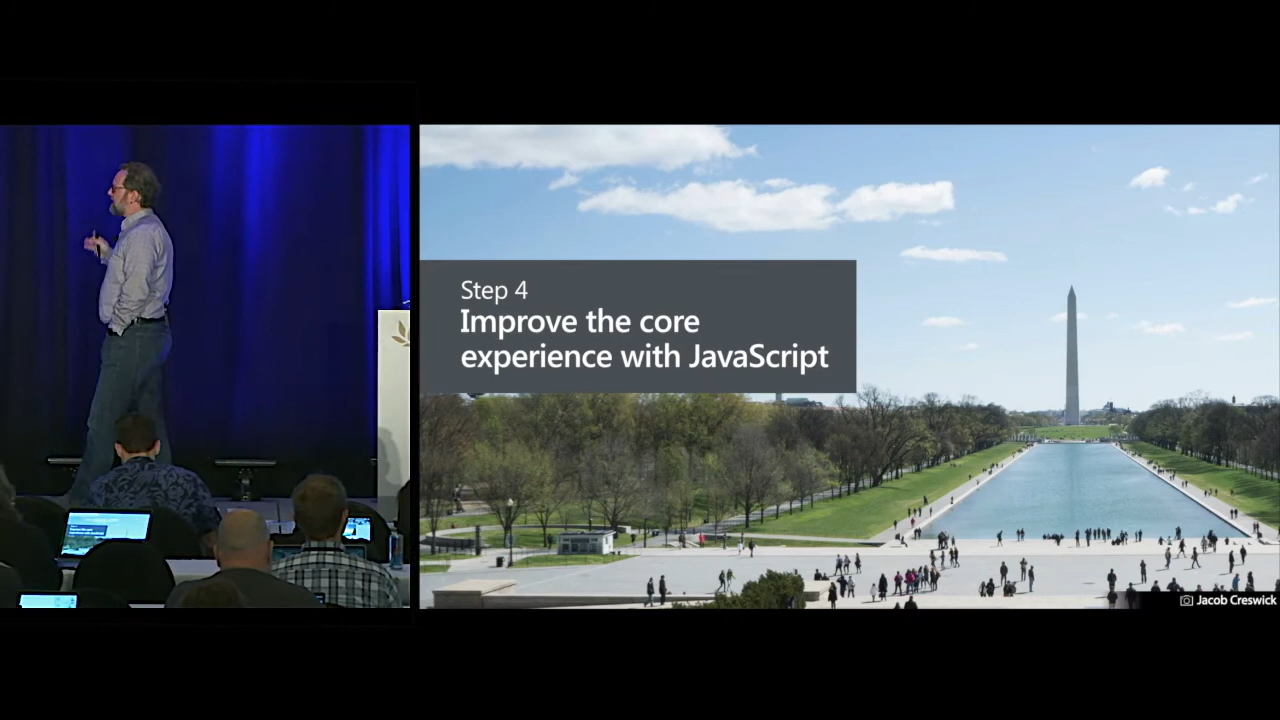 Step 4
Improve the core
experience with JavaScript
Jacob Creswick